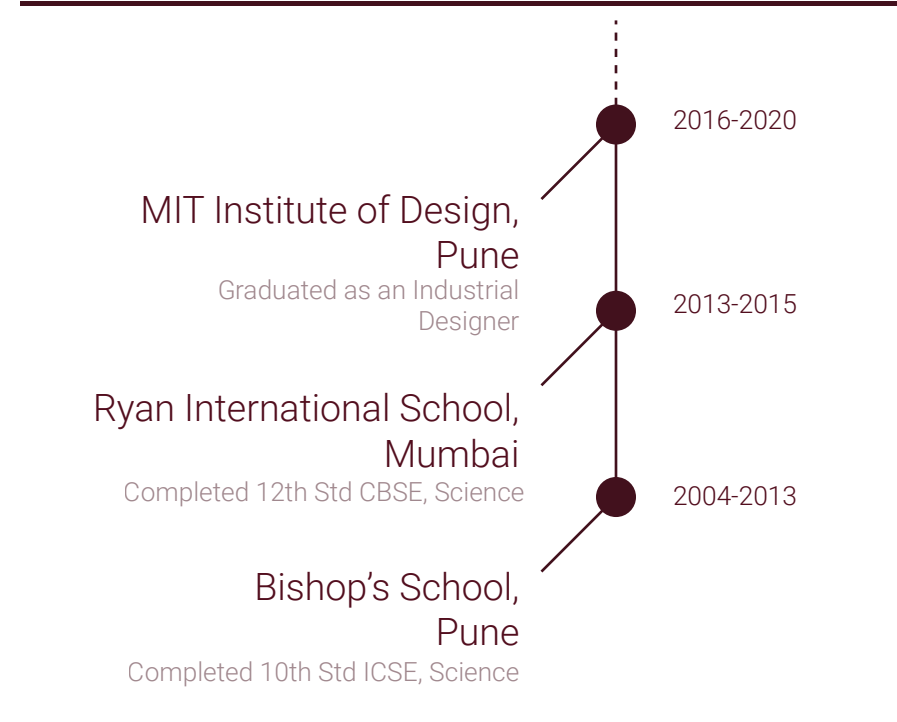 2016-2020
MIT Institute of Design,
Pune
Graduated as an Industrial
Designer
2013-2015
Ryan International School,
Mumbai
Completed 12th Std CBSE, Science
2004-2013
Bishop’s School,
Pune
Completed 10th Std ICSE, Science